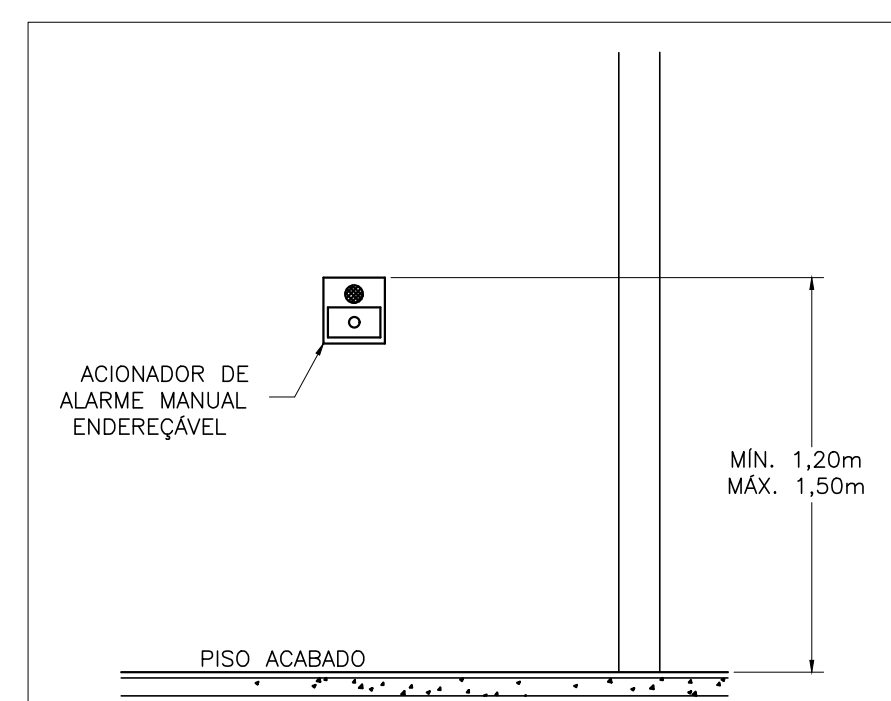 ACIONADOR DE
ALARME MANUAL
ENDEREÇÁVEL
MÍN. 1,20m
MÁX. 1,50m
PISO ACABADO